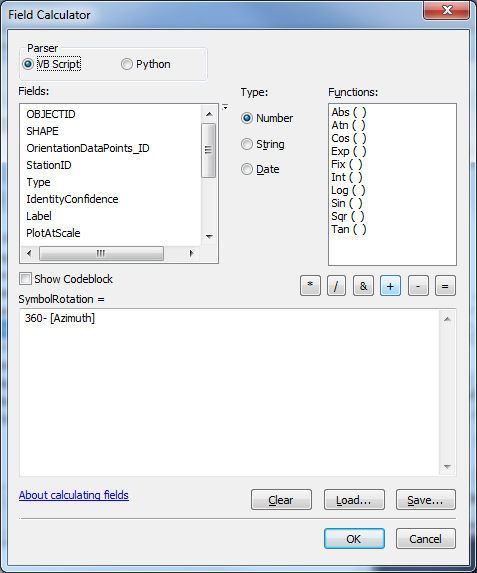 Field Calculator
Parser
VB Script
Python
Fields:
OBJECTID
SHAPE
OrientationDataPoints_ID
StationID
Type
IdentityConfidence
Label
PlotAtScale
Type:
Number
String
Date
Functions:
Abs ( )
Atn ( )
Cos ( )
Exp ( )
Fix ( )
Int ( )
Log ( )
Sin ( )
Sqr ( )
Tan ( )
Show Codeblock
* / & + - =
SymbolRotation =
360- [Azimuth]
About calculating fields
Clear
Load...
Save...
OK
Cancel